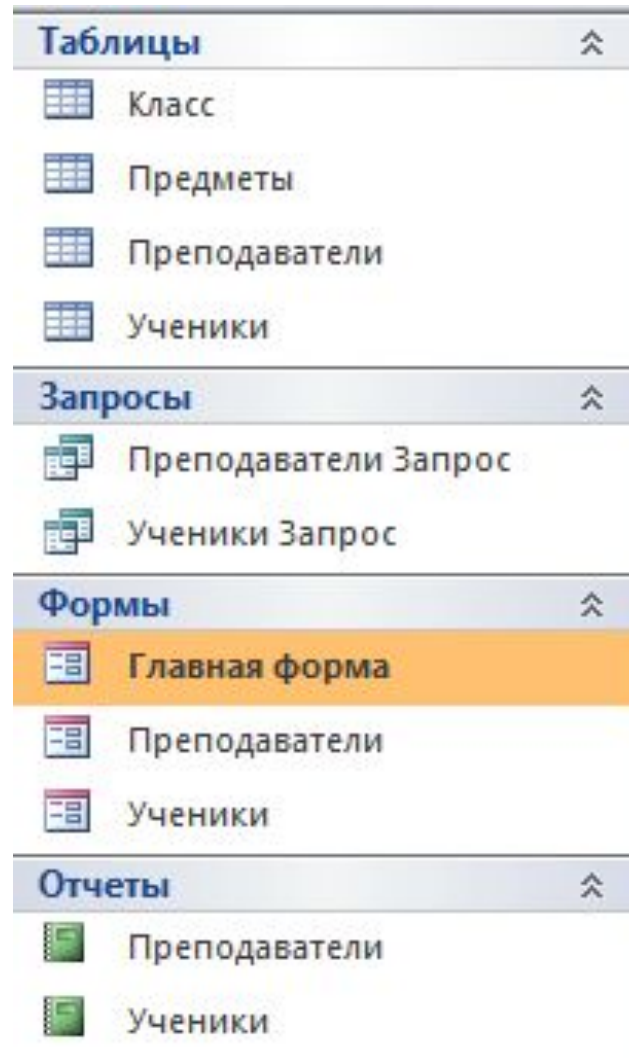 Таблицы
Класс
Предметы
Преподаватели
Ученики
Запросы
Преподаватели Запрос
Ученики Запрос
Формы
Главная форма
Преподаватели
Ученики
Отчеты
Преподаватели
Ученики